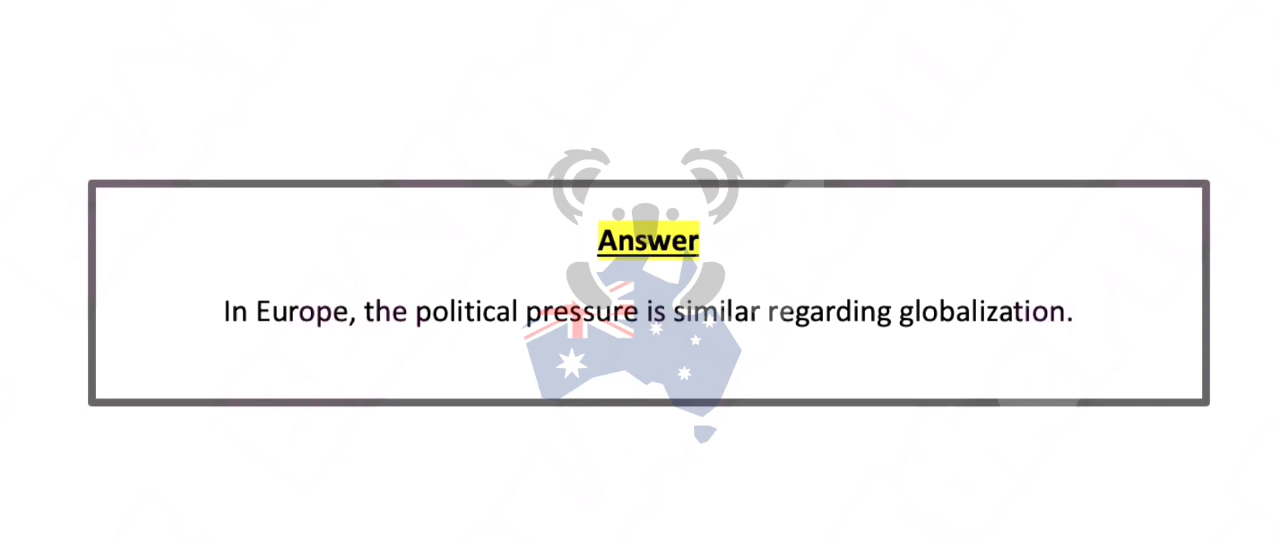 Answer
In Europe, the political pressure is similar regarding globalization.